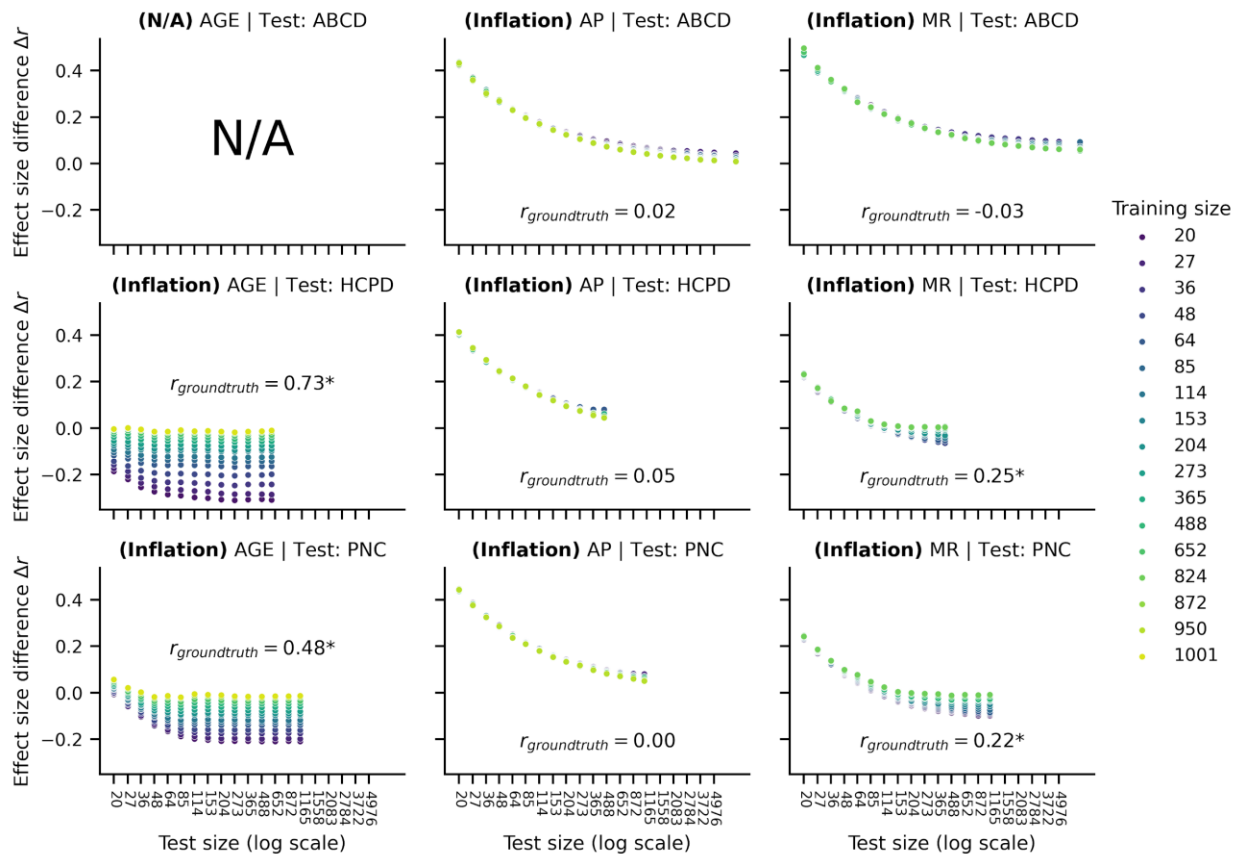 (N/A) AGE | Test: ABCD
(Inflation) AP | Test: ABCD
(Inflation) MR | Test: ABCD
Effect size difference Δr
0.4
0.2
0.0
−0.2
N/A
r_groundtruth = 0.02
r_groundtruth = -0.03
Training size
20
27
36
48
64
85
114
153
204
273
365
488
652
824
872
950
1001
(Inflation) AGE | Test: HCPD
(Inflation) AP | Test: HCPD
(Inflation) MR | Test: HCPD
Effect size difference Δr
0.4
0.2
0.0
−0.2
r_groundtruth = 0.73*
r_groundtruth = 0.05
r_groundtruth = 0.25*
(Inflation) AGE | Test: PNC
(Inflation) AP | Test: PNC
(Inflation) MR | Test: PNC
Effect size difference Δr
0.4
0.2
0.0
−0.2
r_groundtruth = 0.48*
r_groundtruth = 0.00
r_groundtruth = 0.22*
20 27 36 48 64 85 114 153 204 273 365 488 652 872 1165 1558 2083 2784 3722 4976
20 27 36 48 64 85 114 153 204 273 365 488 652 872 1165 1558 2083 2784 3722 4976
20 27 36 48 64 85 114 153 204 273 365 488 652 872 1165 1558 2083 2784 3722 4976
Test size (log scale)
Test size (log scale)
Test size (log scale)